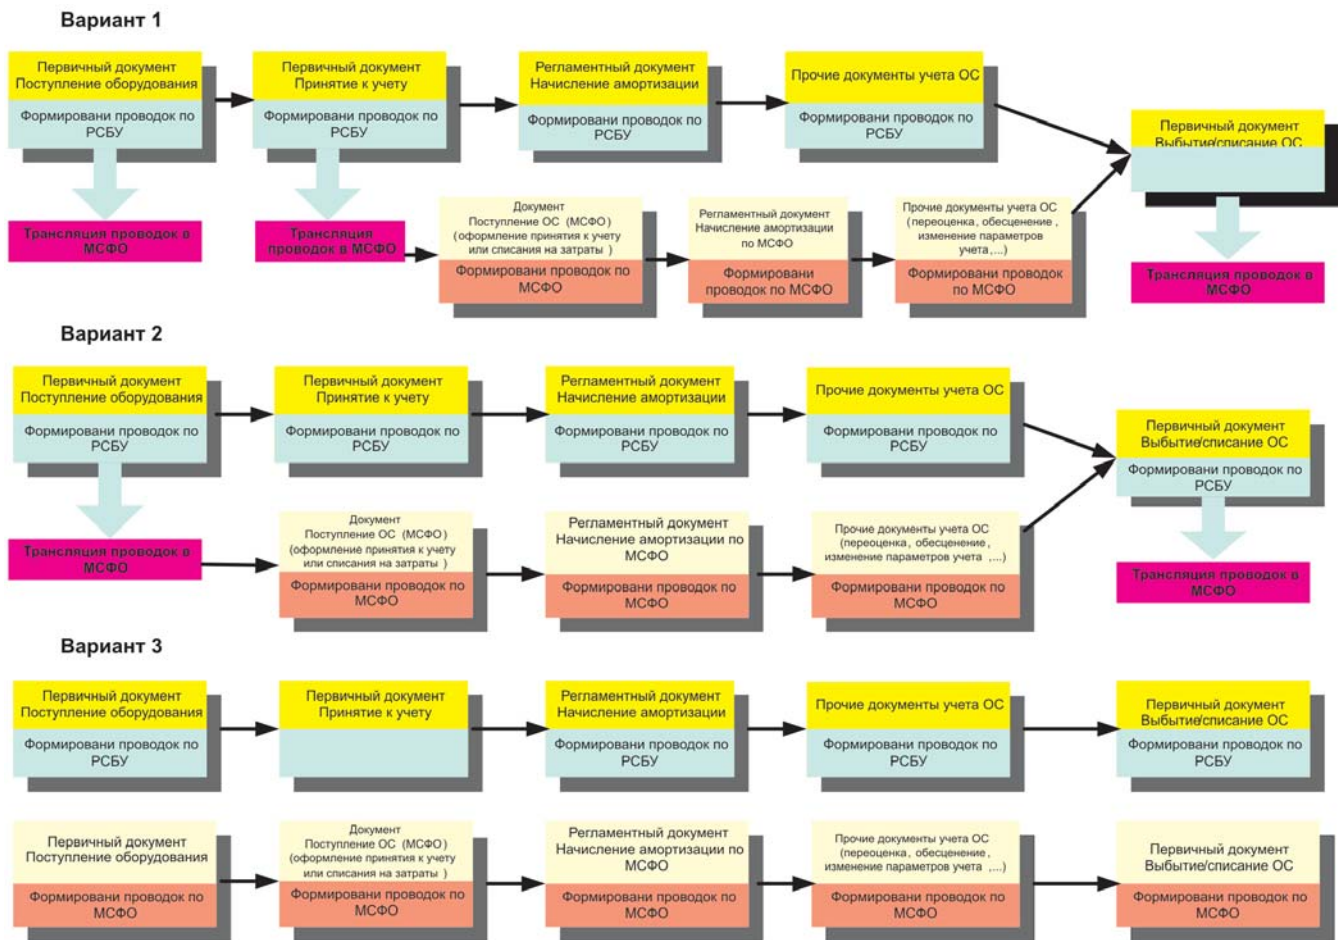 Вариант 1
Первичный документ
Поступление оборудования
Формировани проводок по
РСБУ
Трансляция проводок в
МСФО
Первичный документ
Принятие к учету
Формировани проводок по
РСБУ
Трансляция
проводок в МСФО
Регламентный документ
Начисление амортизации
Формировани проводок по
РСБУ
Прочие документы учета ОС
Формировани проводок по
РСБУ
Документ
Поступление ОС (МСФО)
(оформление принятия к учету
или списания на затраты )
Формировани проводок по
МСФО
Регламентный документ
Начисление амортизации
по МСФО
Формировани
проводок по МСФО
Прочие документы учета ОС
(переоценка, обесценение ,
изменение параметров
учета ,...)
Формировани проводок
по МСФО
Первичный документ
Выбытие/списание ОС
Трансляция проводок в
МСФО
Вариант 2
Первичный документ
Поступление оборудования
Формировани проводок по
РСБУ
Трансляция проводок в
МСФО
Первичный документ
Принятие к учету
Формировани проводок по
РСБУ
Регламентный документ
Начисление амортизации
Формировани проводок по
РСБУ
Прочие документы учета ОС
Формировани проводок по
РСБУ
Документ
Поступление ОС (МСФО)
(оформление принятия к учету
или списания на затраты )
Формировани проводок по
МСФО
Регламентный документ
Начисление амортизации по
МСФО
Формировани проводок по
МСФО
Прочие документы учета ОС
(переоценка, обесценение ,
изменение параметров учета ,...)
Формировани проводок по
МСФО
Первичный документ
Выбытие/списание ОС
Формировани проводок по
РСБУ
Трансляция проводок в
МСФО
Вариант 3
Первичный документ
Поступление оборудования
Формировани проводок по
РСБУ
Первичный документ
Принятие к учету
Регламентный документ
Начисление амортизации
Формировани проводок по
РСБУ
Прочие документы учета ОС
Формировани проводок по
РСБУ
Первичный документ
Выбытие/списание ОС
Формировани проводок по
РСБУ
Первичный документ
Поступление оборудования
Формировани проводок по
МСФО
Документ
Поступление ОС (МСФО)
(оформление принятия к учету
или списания на затраты )
Формировани проводок по
МСФО
Регламентный документ
Начисление амортизации по
МСФО
Формировани проводок по
МСФО
Прочие документы учета ОС
(переоценка, обесценение ,
изменение параметров учета ,...)
Формировани проводок по
МСФО
Первичный документ
Выбытие/списание ОС
Формировани проводок по
МСФО